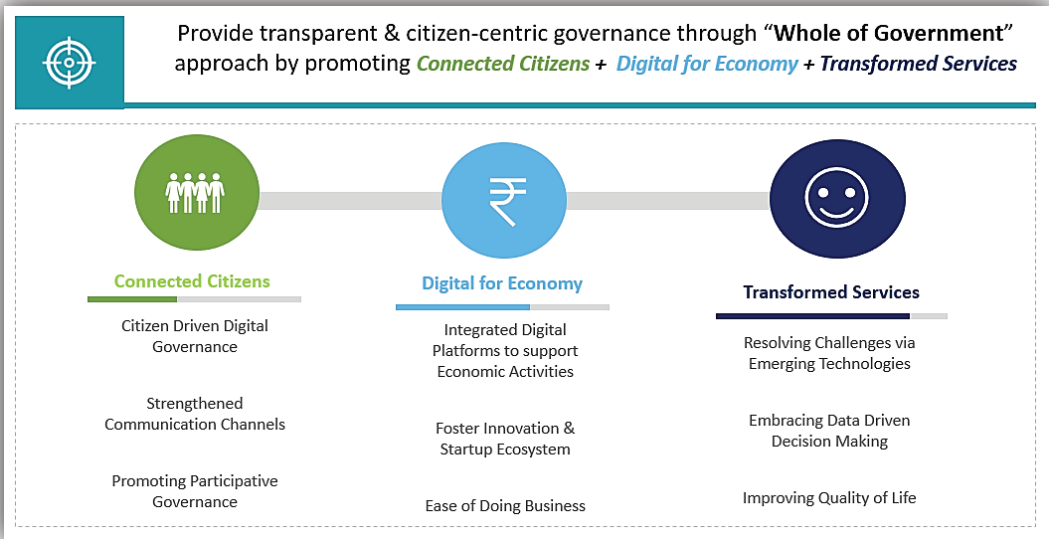 Provide transparent & citizen-centric governance through “Whole of Government”
approach by promoting Connected Citizens + Digital for Economy + Transformed Services
₹
Connected Citizens
Citizen Driven Digital
Governance
Strengthened
Communication Channels
Promoting Participative
Governance
Digital for Economy
Integrated Digital
Platforms to support
Economic Activities
Foster Innovation &
Startup Ecosystem
Ease of Doing Business
Transformed Services
Resolving Challenges via
Emerging Technologies
Embracing Data Driven
Decision Making
Improving Quality of Life